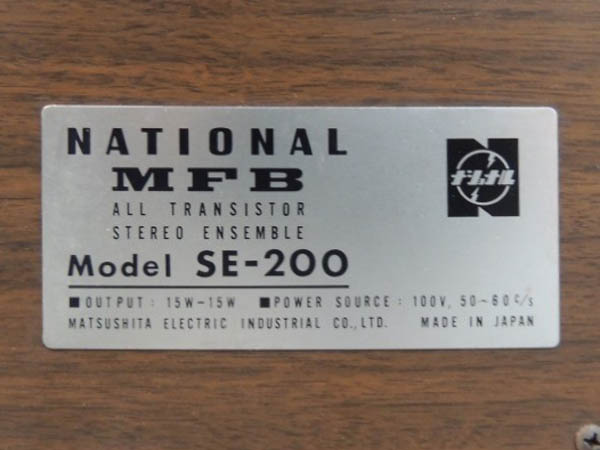 NATIONAL
MFB
ナショナル
ALL TRANSISTOR
STEREO ENSEMBLE
Model SE-200
■OUTPUT : 15W-15W ■POWER SOURCE : 100V, 50~60 c/s
MATSUSHITA ELECTRIC INDUSTRIAL CO., LTD. MADE IN JAPAN